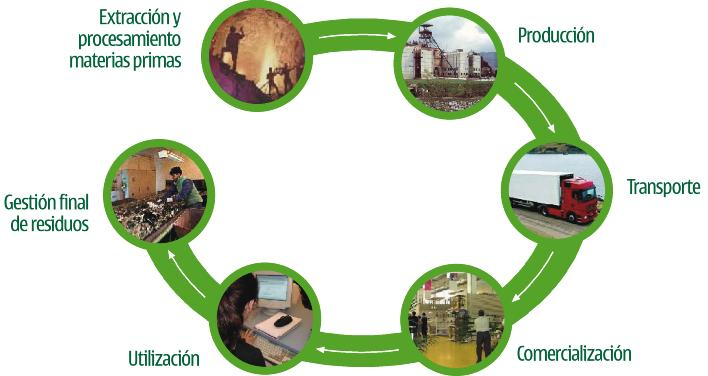 Extracción y
procesamiento
materias primas
Producción
Transporte
Comercialización
Utilización
Gestión final
de residuos